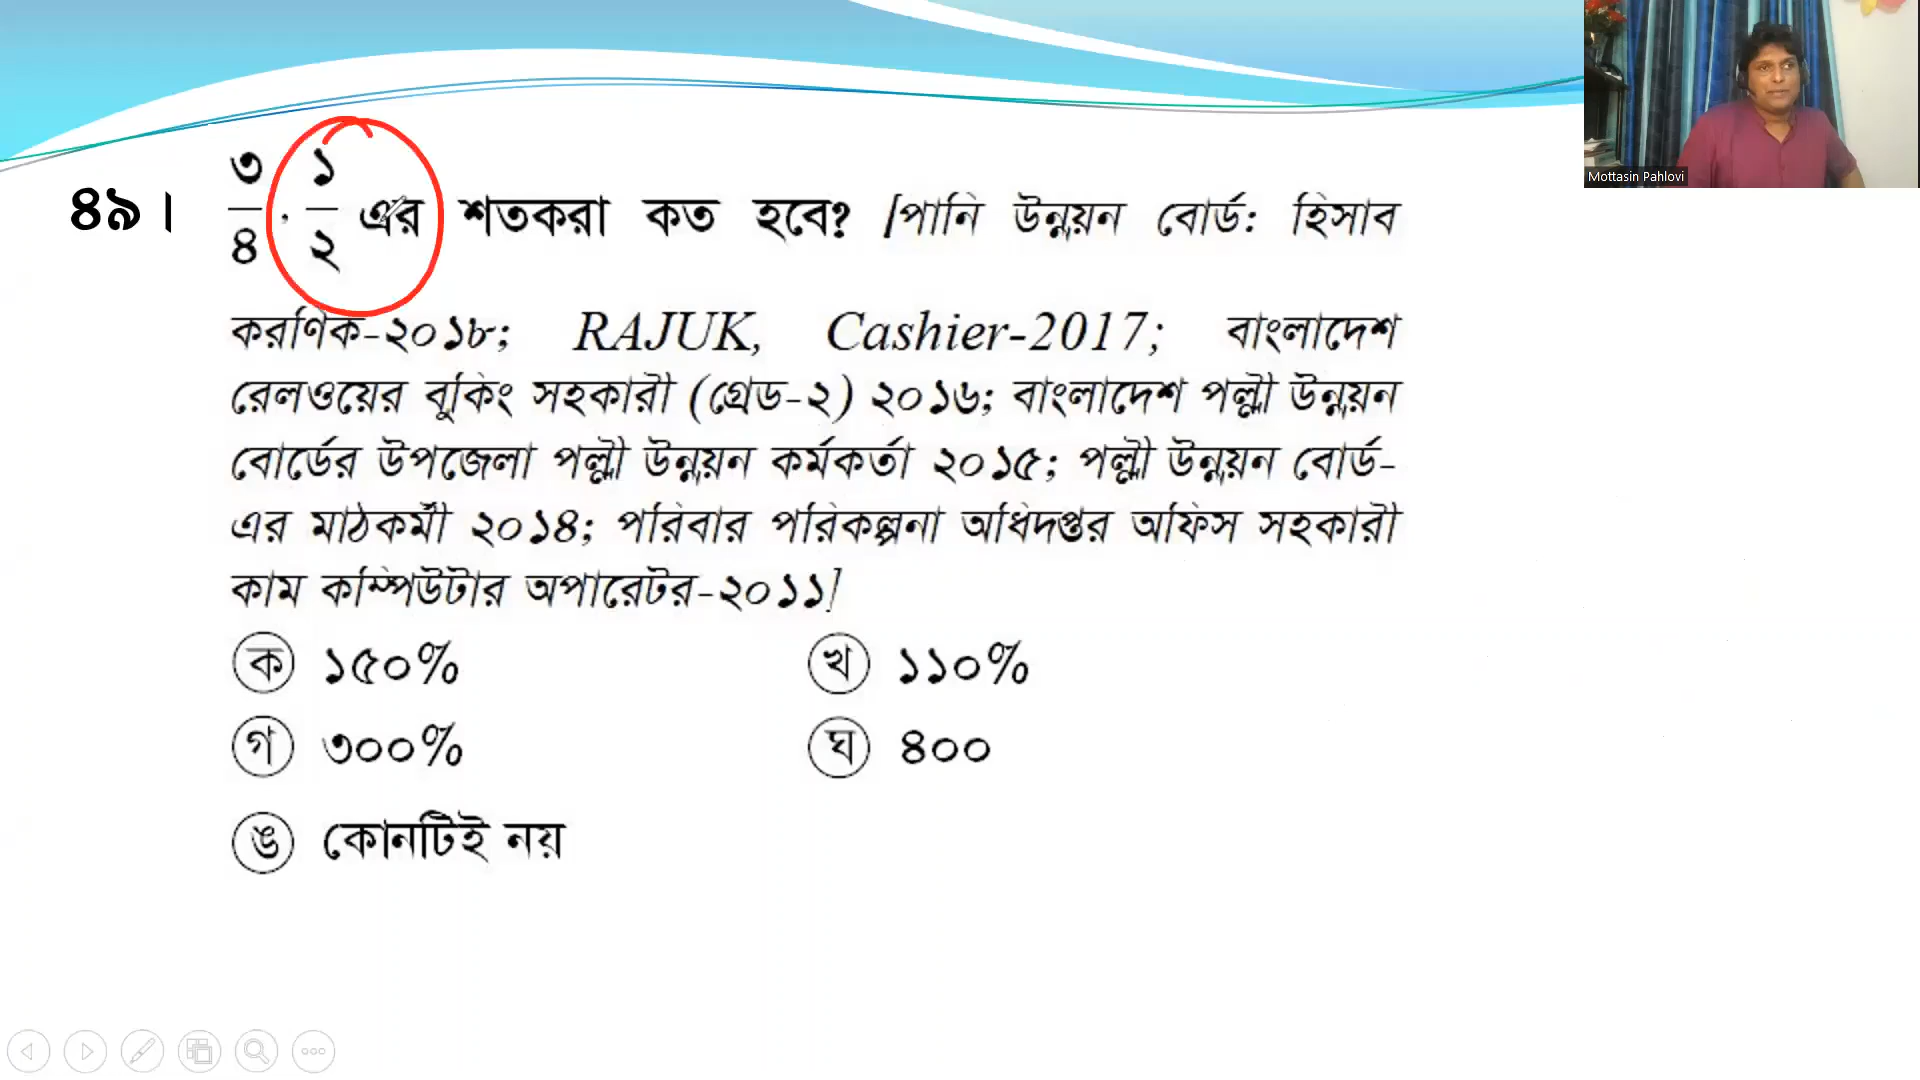 Mottasin Pahlovi
৪৯। ৩/৪, ১/২ এর শতকরা কত হবে? [পানি উন্নয়ন বোর্ড: হিসাব
করণিক-২০১৮; RAJUK, Cashier-2017; বাংলাদেশ
রেলওয়ের বুকিং সহকারী (গ্রেড-২) ২০১৬; বাংলাদেশ পল্লী উন্নয়ন
বোর্ডের উপজেলা পল্লী উন্নয়ন কর্মকর্তা ২০১৫; পল্লী উন্নয়ন বোর্ড-
এর মাঠকর্মী ২০১৪; পরিবার পরিকল্পনা অধিদপ্তর অফিস সহকারী
কাম কম্পিউটার অপারেটর-২০১১]
ক ১৫০% খ ১১০%
গ ৩০০% ঘ ৪০০
ঙ কোনটিই নয়